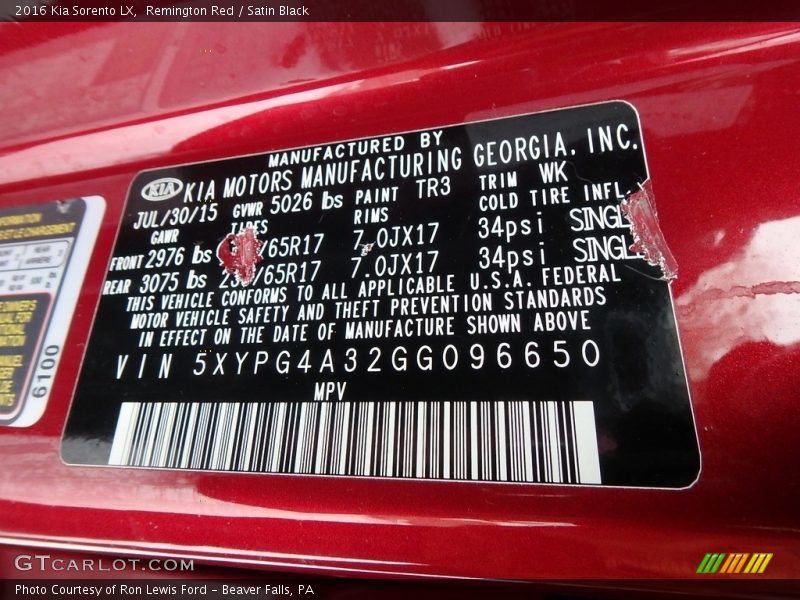 2016 Kia Sorento LX, Remington Red / Satin Black
MANUFACTURED BY
KIA KIA MOTORS MANUFACTURING GEORGIA, INC.
JUL/30/15 GVWR 5026 lbs PAINT TR3 TRIM WK
GAWR TIRES RIMS COLD TIRE INFL.
FRONT 2976 lbs /65R17 7.0JX17 34psi
REAR 3075 lbs /65R17 7.0JX17 34psi
THIS VEHICLE CONFORMS TO ALL APPLICABLE U.S.A. FEDERAL
MOTOR VEHICLE SAFETY AND THEFT PREVENTION STANDARDS
IN EFFECT ON THE DATE OF MANUFACTURE SHOWN ABOVE
VIN 5XYPG4A32GG096650
MPV
6100
GTCARLOT.COM
Photo Courtesy of Ron Lewis Ford - Beaver Falls, PA